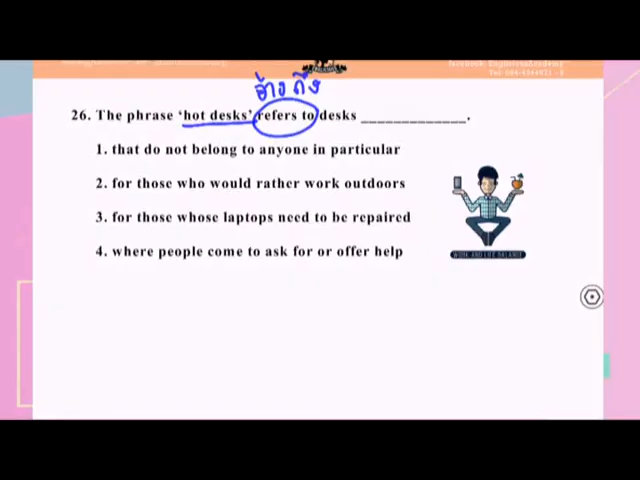 อ้างถึง
26. The phrase ‘hot desks’ refers to desks _____________.
1. that do not belong to anyone in particular
2. for those who would rather work outdoors
3. for those whose laptops need to be repaired
4. where people come to ask for or offer help
WORK AND LIFE BALANCE